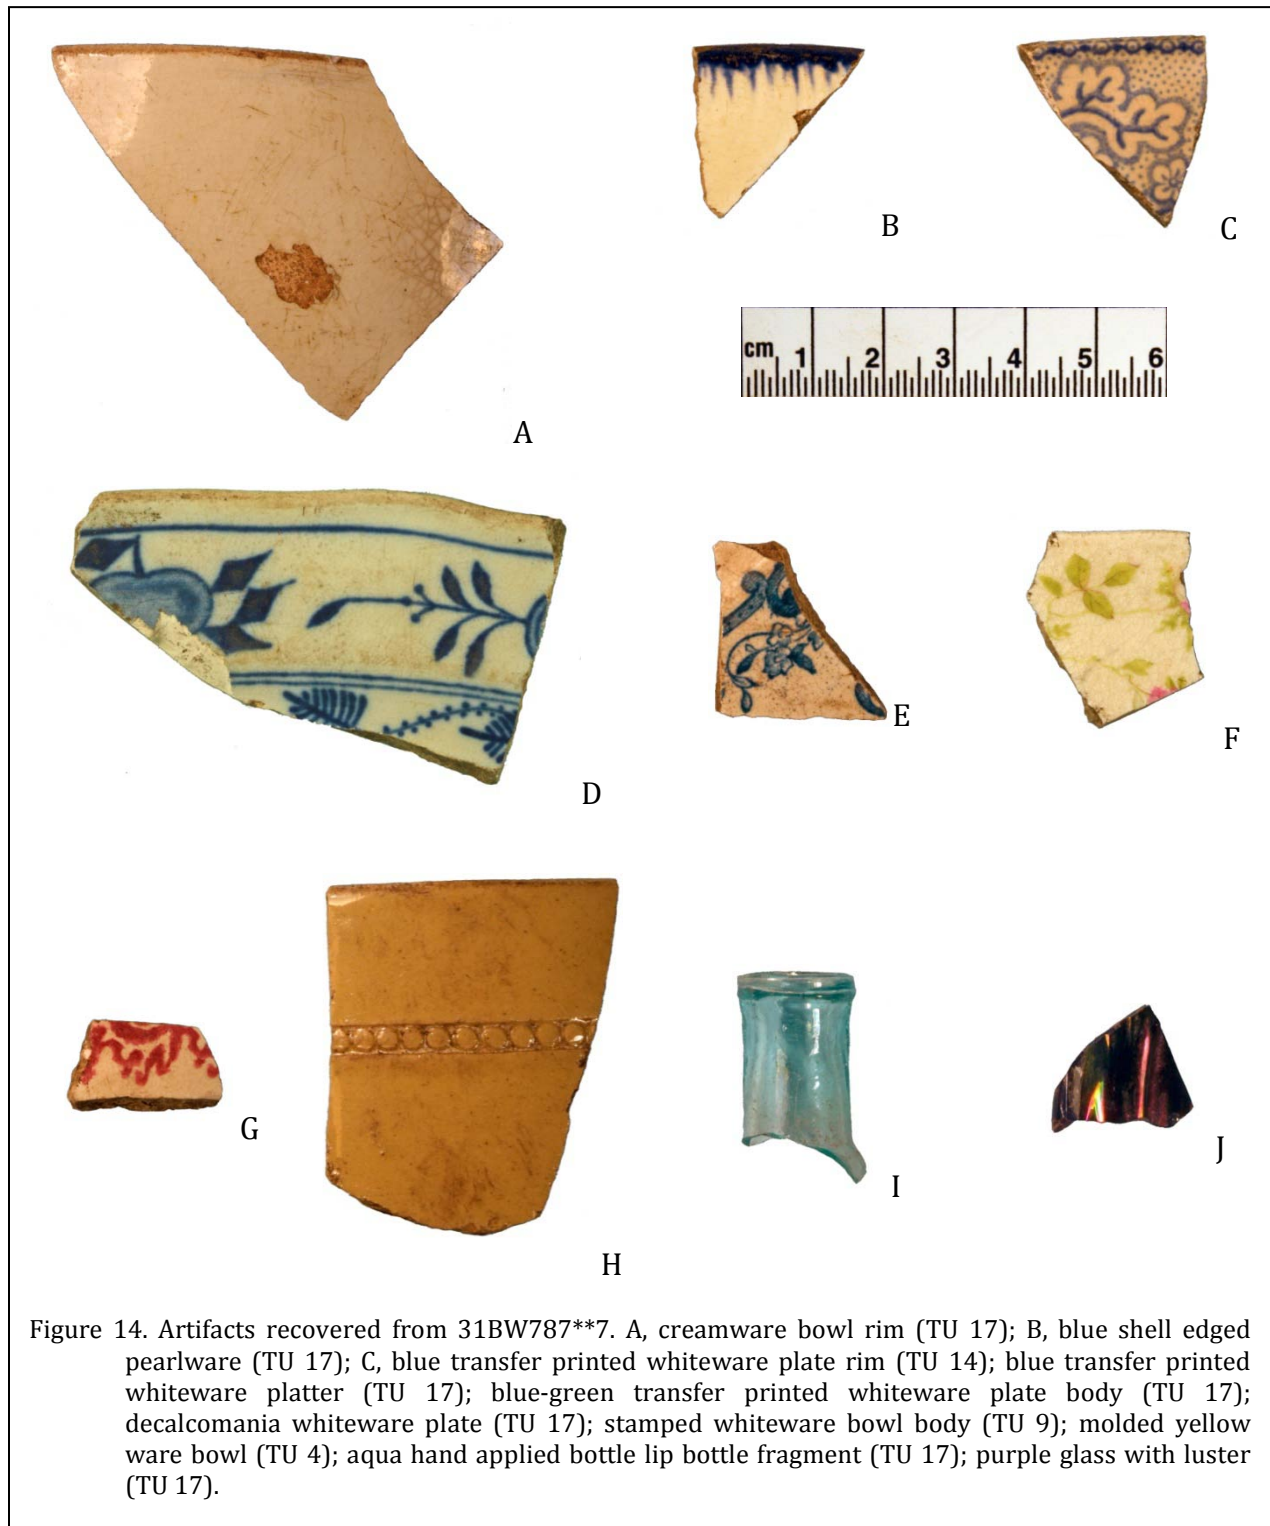 B
C
cm 1 2 3 4 5 6
A
E
F
D
G
J
I
H
Figure 14. Artifacts recovered from 31BW787**7. A, creamware bowl rim (TU 17); B, blue shell edged
pearlware (TU 17); C, blue transfer printed whiteware plate rim (TU 14); blue transfer printed
whiteware platter (TU 17); blue-green transfer printed whiteware plate body (TU 17);
decalcomania whiteware plate (TU 17); stamped whiteware bowl body (TU 9); molded yellow
ware bowl (TU 4); aqua hand applied bottle lip bottle fragment (TU 17); purple glass with luster
(TU 17).